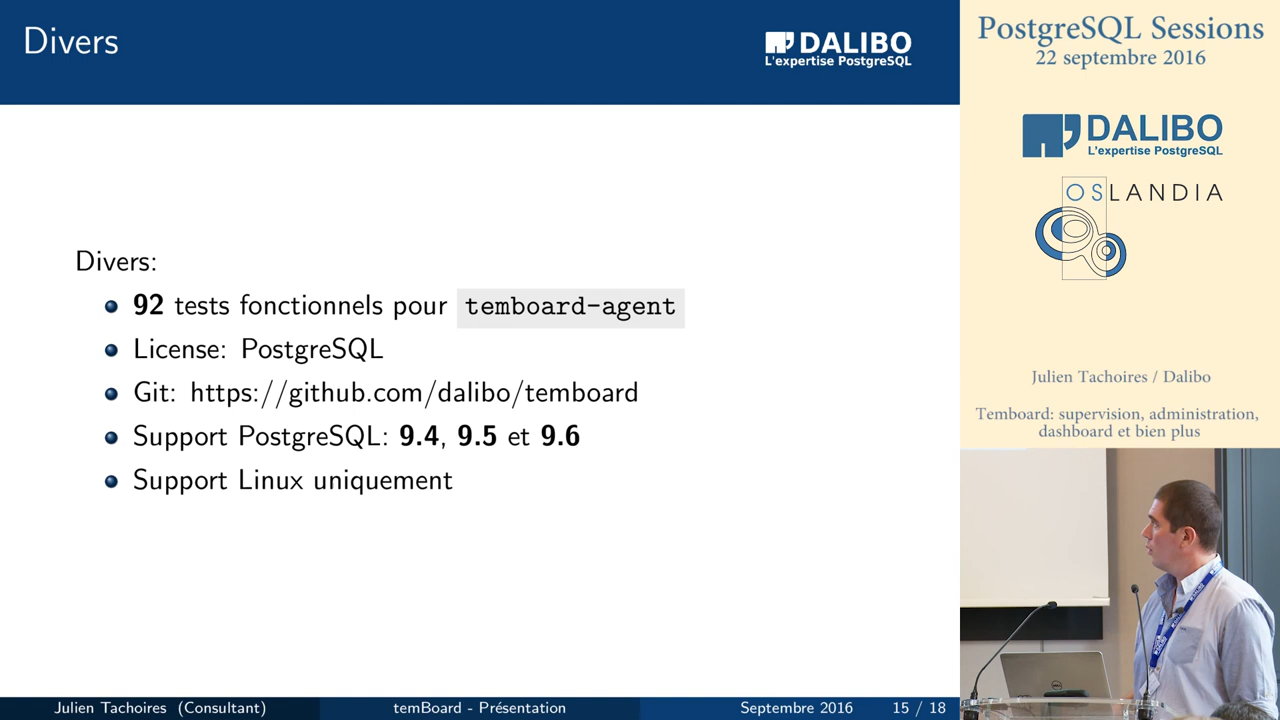 Divers
DALIBO
L'expertise PostgreSQL
Divers:
92 tests fonctionnels pour temboard-agent
License: PostgreSQL
Git: https://github.com/dalibo/temboard
Support PostgreSQL: 9.4, 9.5 et 9.6
Support Linux uniquement
Julien Tachoires (Consultant)
temBoard - Présentation
Septembre 2016
15 / 18
PostgreSQL Sessions
22 septembre 2016
DALIBO
L'expertise PostgreSQL
OSLANDIA
Julien Tachoires / Dalibo
Temboard: supervision, administration,
dashboard et bien plus